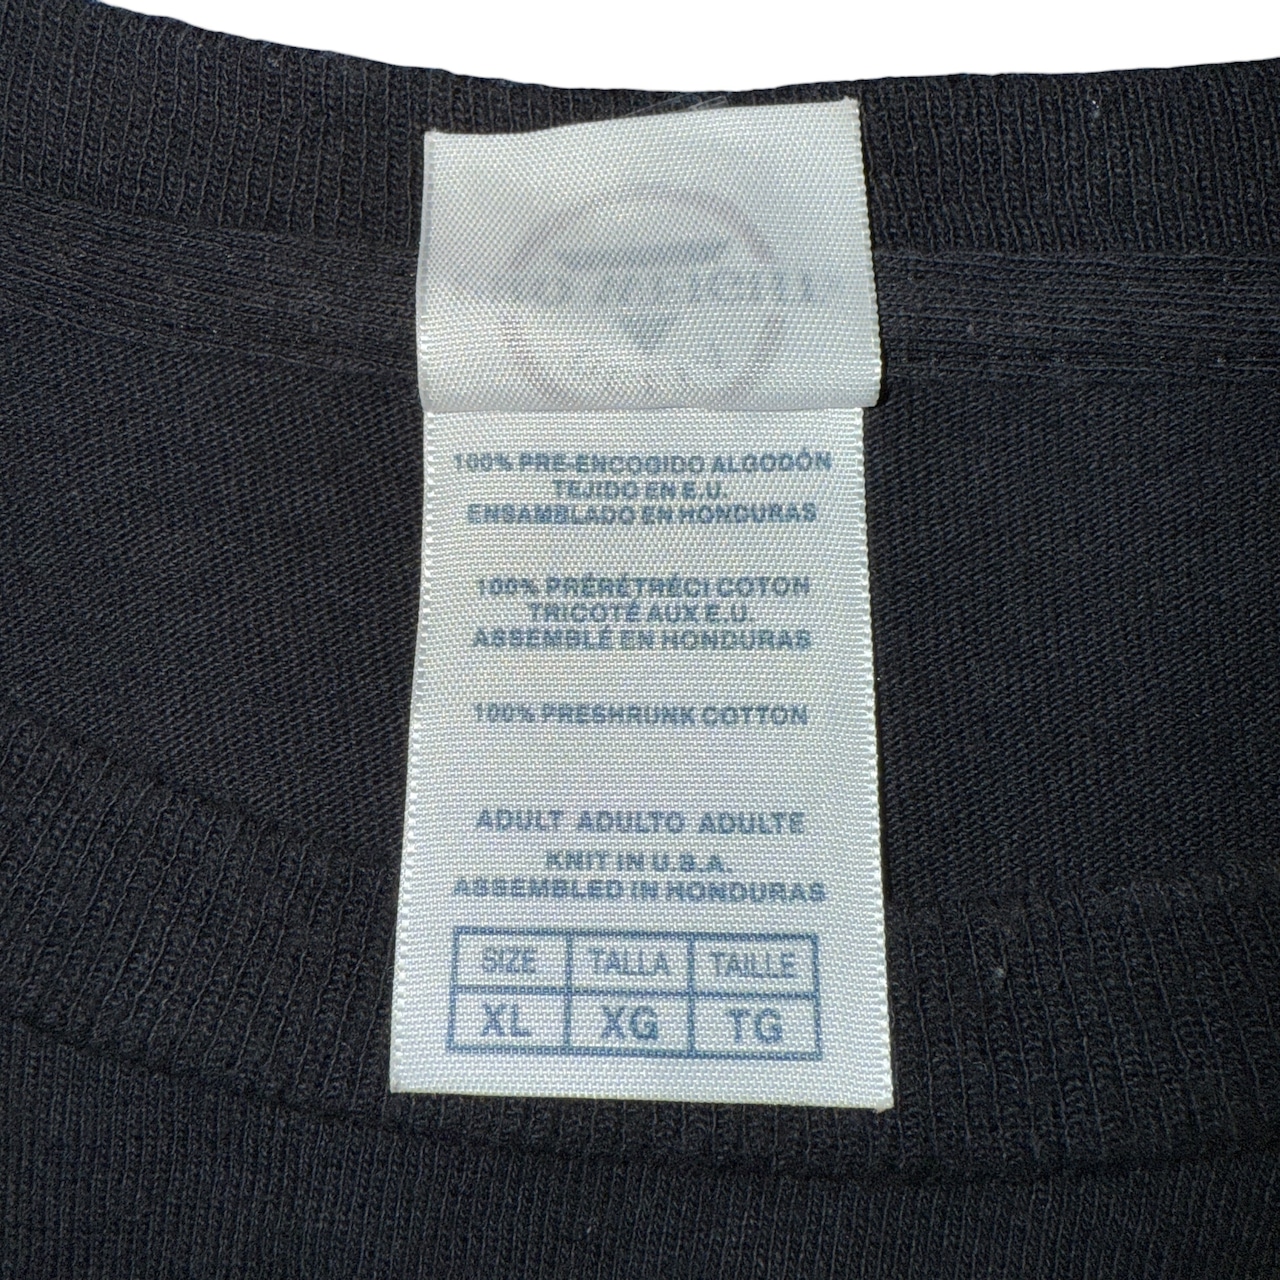 100% PRE-ENCOGIDO ALGODÓN
TEJIDO EN E.U.
ENSAMBLADO EN HONDURAS
100% PRÉRÉTRÉCI COTON
TRICOTÉ AUX E.U.
ASSEMBLÉ EN HONDURAS
100% PRESHRUNK COTTON
ADULT ADULTO ADULTE
KNIT IN U.S.A.
ASSEMBLED IN HONDURAS
SIZE TALLA TAILLE
XL XG TG